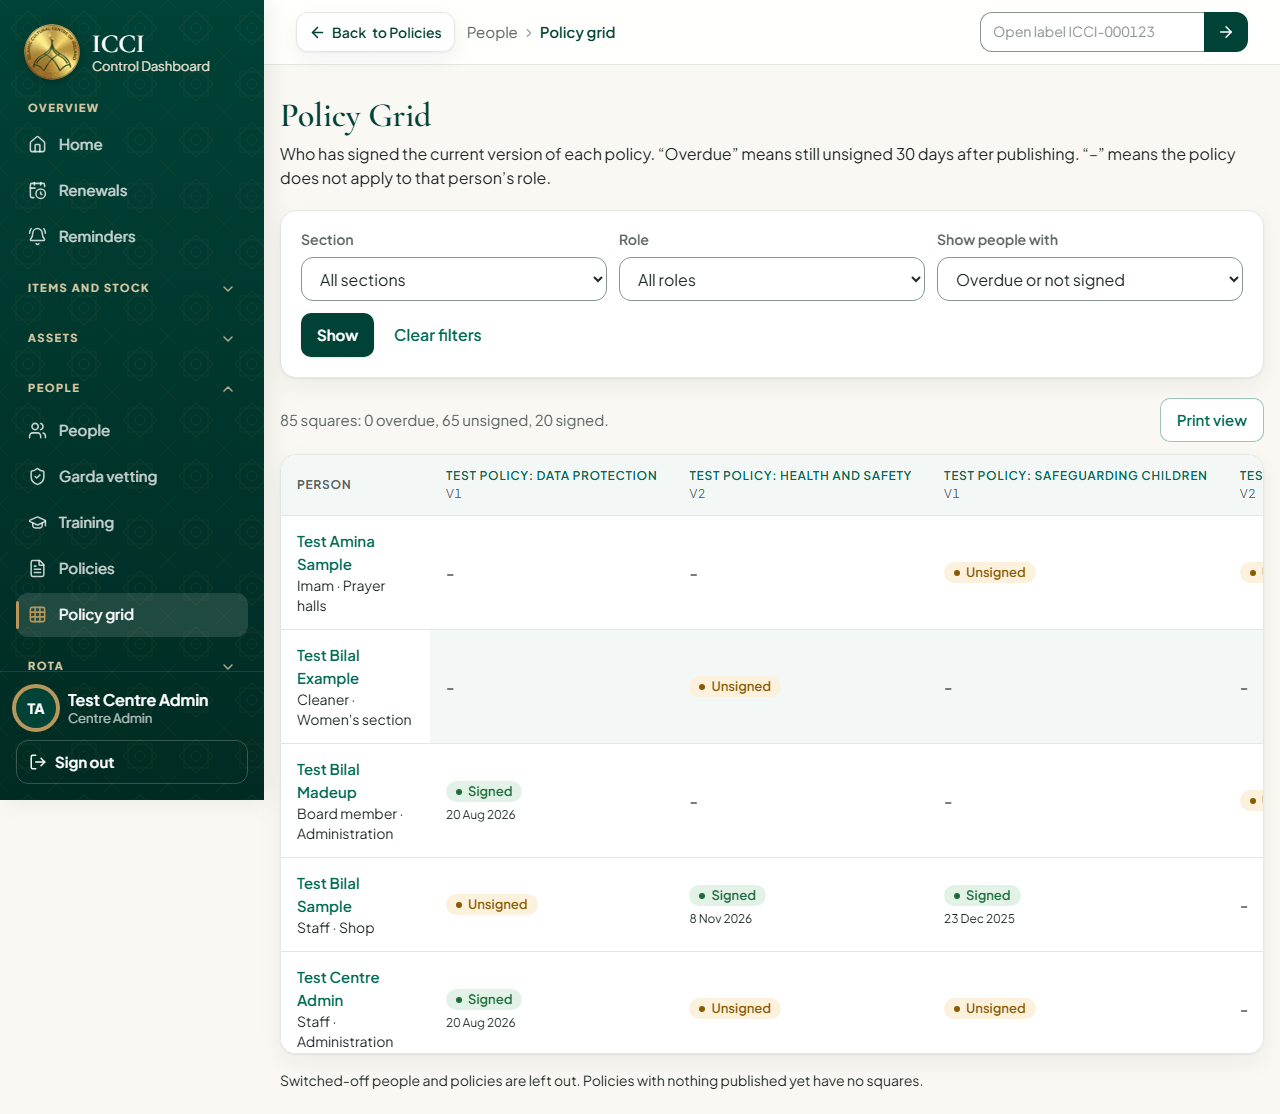 ICCI
Control Dashboard
OVERVIEW
Home
Renewals
Reminders
ITEMS AND STOCK
ASSETS
PEOPLE
People
Garda vetting
Training
Policies
Policy grid
ROTA
TA
Test Centre Admin
Centre Admin
Sign out
Back to Policies
People › Policy grid
Open label ICCI-000123
Policy Grid
Who has signed the current version of each policy. “Overdue” means still unsigned 30 days after publishing. “–” means the policy
does not apply to that person’s role.
Section
All sections
Role
All roles
Show people with
Overdue or not signed
Show
Clear filters
85 squares: 0 overdue, 65 unsigned, 20 signed.
Print view
PERSON
TEST POLICY: DATA PROTECTION
V1
TEST POLICY: HEALTH AND SAFETY
V2
TEST POLICY: SAFEGUARDING CHILDREN
V1
TES
V2
Test Amina
Sample
Imam · Prayer
halls
–
–
Unsigned
Test Bilal
Example
Cleaner ·
Women's section
–
Unsigned
–
–
Test Bilal
Madeup
Board member ·
Administration
Signed
20 Aug 2026
–
–
Test Bilal
Sample
Staff · Shop
Unsigned
Signed
8 Nov 2026
Signed
23 Dec 2025
–
Test Centre
Admin
Staff ·
Administration
Signed
20 Aug 2026
Unsigned
Unsigned
–
Switched-off people and policies are left out. Policies with nothing published yet have no squares.